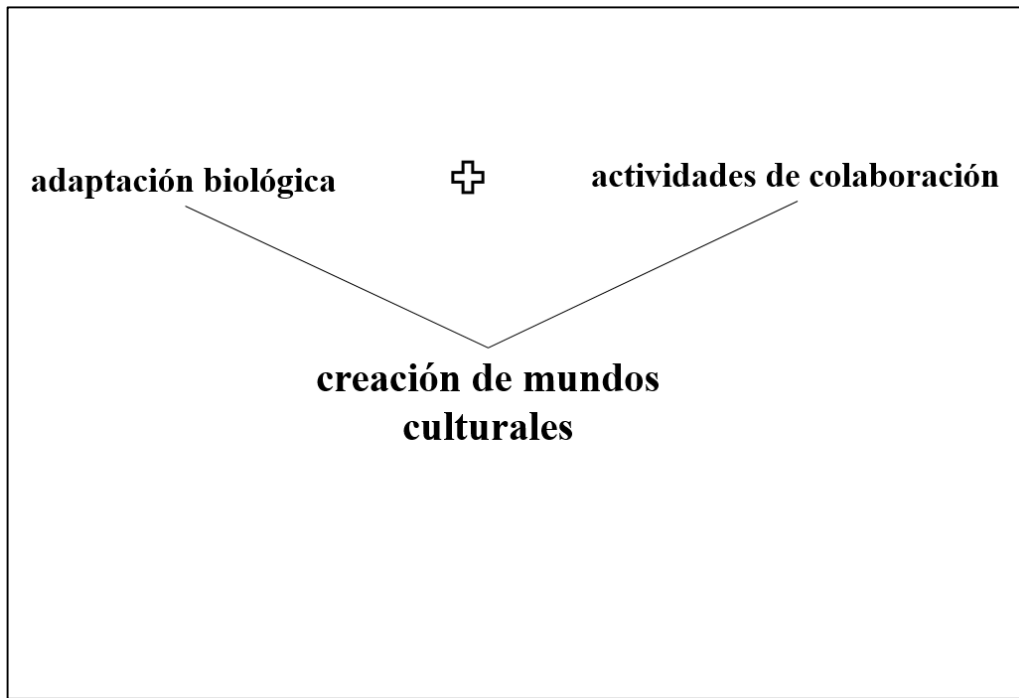 adaptación biológica
actividades de colaboración
creación de mundos
culturales